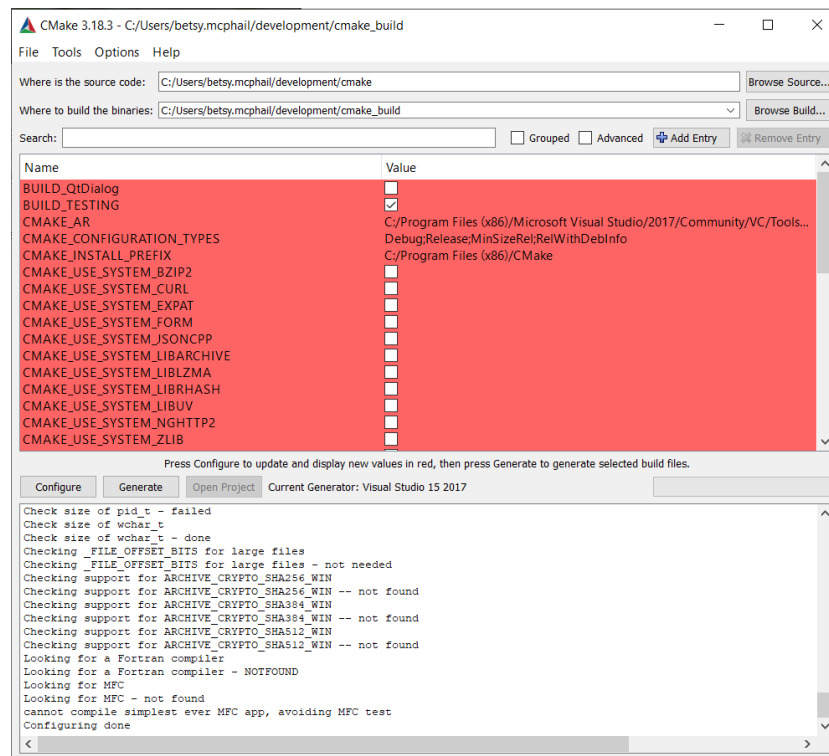 CMake 3.18.3 - C:/Users/betsy.mcphail/development/cmake_build
File Tools Options Help
Where is the source code: C:/Users/betsy.mcphail/development/cmake Browse Source...
Where to build the binaries: C:/Users/betsy.mcphail/development/cmake_build Browse Build...
Search: Grouped Advanced Add Entry Remove Entry
Name Value
BUILD_QtDialog
BUILD_TESTING
CMAKE_AR C:/Program Files (x86)/Microsoft Visual Studio/2017/Community/VC/Tools...
CMAKE_CONFIGURATION_TYPES Debug;Release;MinSizeRel;RelWithDebInfo
CMAKE_INSTALL_PREFIX C:/Program Files (x86)/CMake
CMAKE_USE_SYSTEM_BZIP2
CMAKE_USE_SYSTEM_CURL
CMAKE_USE_SYSTEM_EXPAT
CMAKE_USE_SYSTEM_FORM
CMAKE_USE_SYSTEM_JSONCPP
CMAKE_USE_SYSTEM_LIBARCHIVE
CMAKE_USE_SYSTEM_LIBLZMA
CMAKE_USE_SYSTEM_LIBRHASH
CMAKE_USE_SYSTEM_LIBUV
CMAKE_USE_SYSTEM_NGHTTP2
CMAKE_USE_SYSTEM_ZLIB
Press Configure to update and display new values in red, then press Generate to generate selected build files.
Configure Generate Open Project Current Generator: Visual Studio 15 2017
Check size of pid_t - failed
Check size of wchar_t
Check size of wchar_t - done
Checking _FILE_OFFSET_BITS for large files
Checking _FILE_OFFSET_BITS for large files - not needed
Checking support for ARCHIVE_CRYPTO_SHA256_WIN
Checking support for ARCHIVE_CRYPTO_SHA256_WIN -- not found
Checking support for ARCHIVE_CRYPTO_SHA384_WIN
Checking support for ARCHIVE_CRYPTO_SHA384_WIN -- not found
Checking support for ARCHIVE_CRYPTO_SHA512_WIN
Checking support for ARCHIVE_CRYPTO_SHA512_WIN -- not found
Looking for a Fortran compiler
Looking for a Fortran compiler - NOTFOUND
Looking for MFC
Looking for MFC - not found
cannot compile simplest ever MFC app, avoiding MFC test
Configuring done